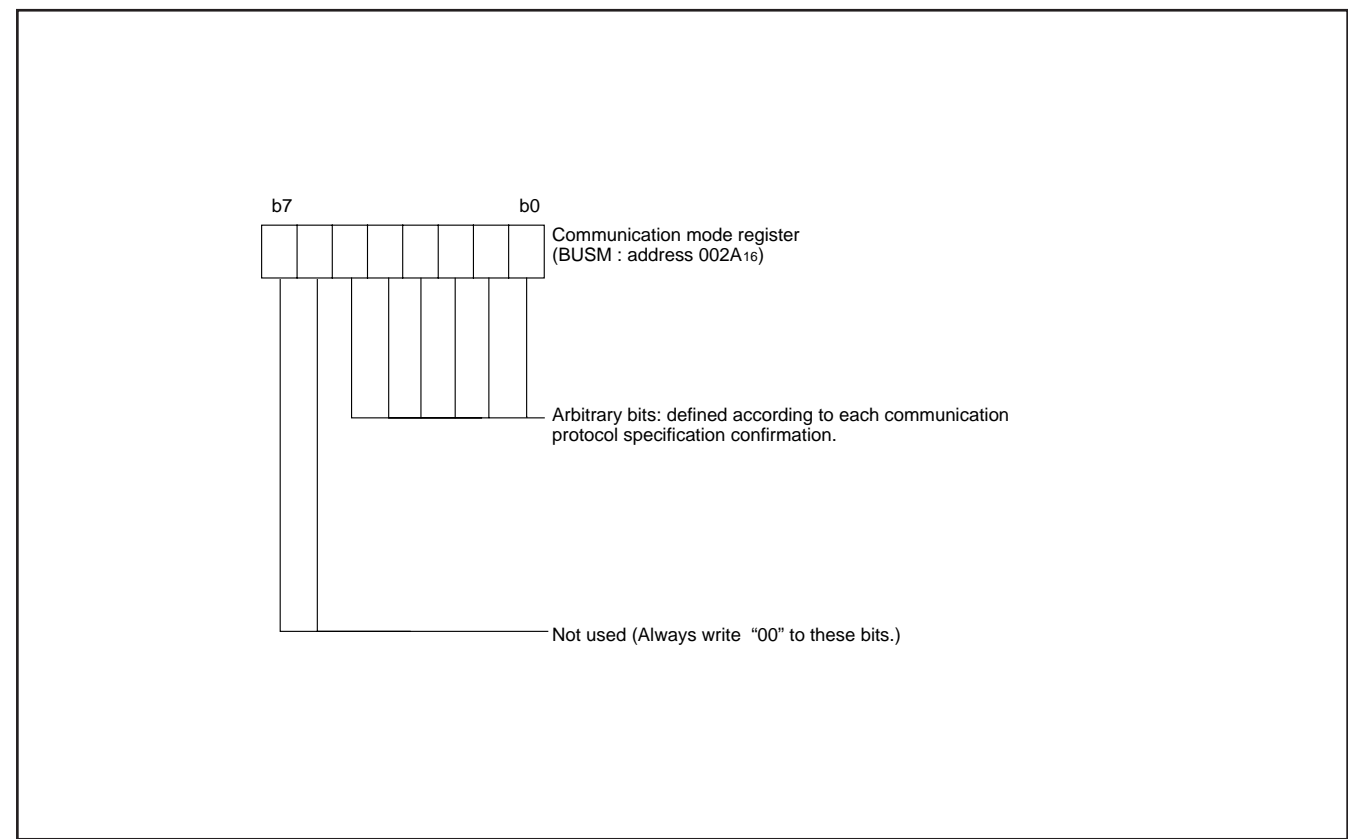 b7 b0
Communication mode register
(BUSM : address 002A16)
Arbitrary bits: defined according to each communication
protocol specification confirmation.
Not used (Always write “00” to these bits.)